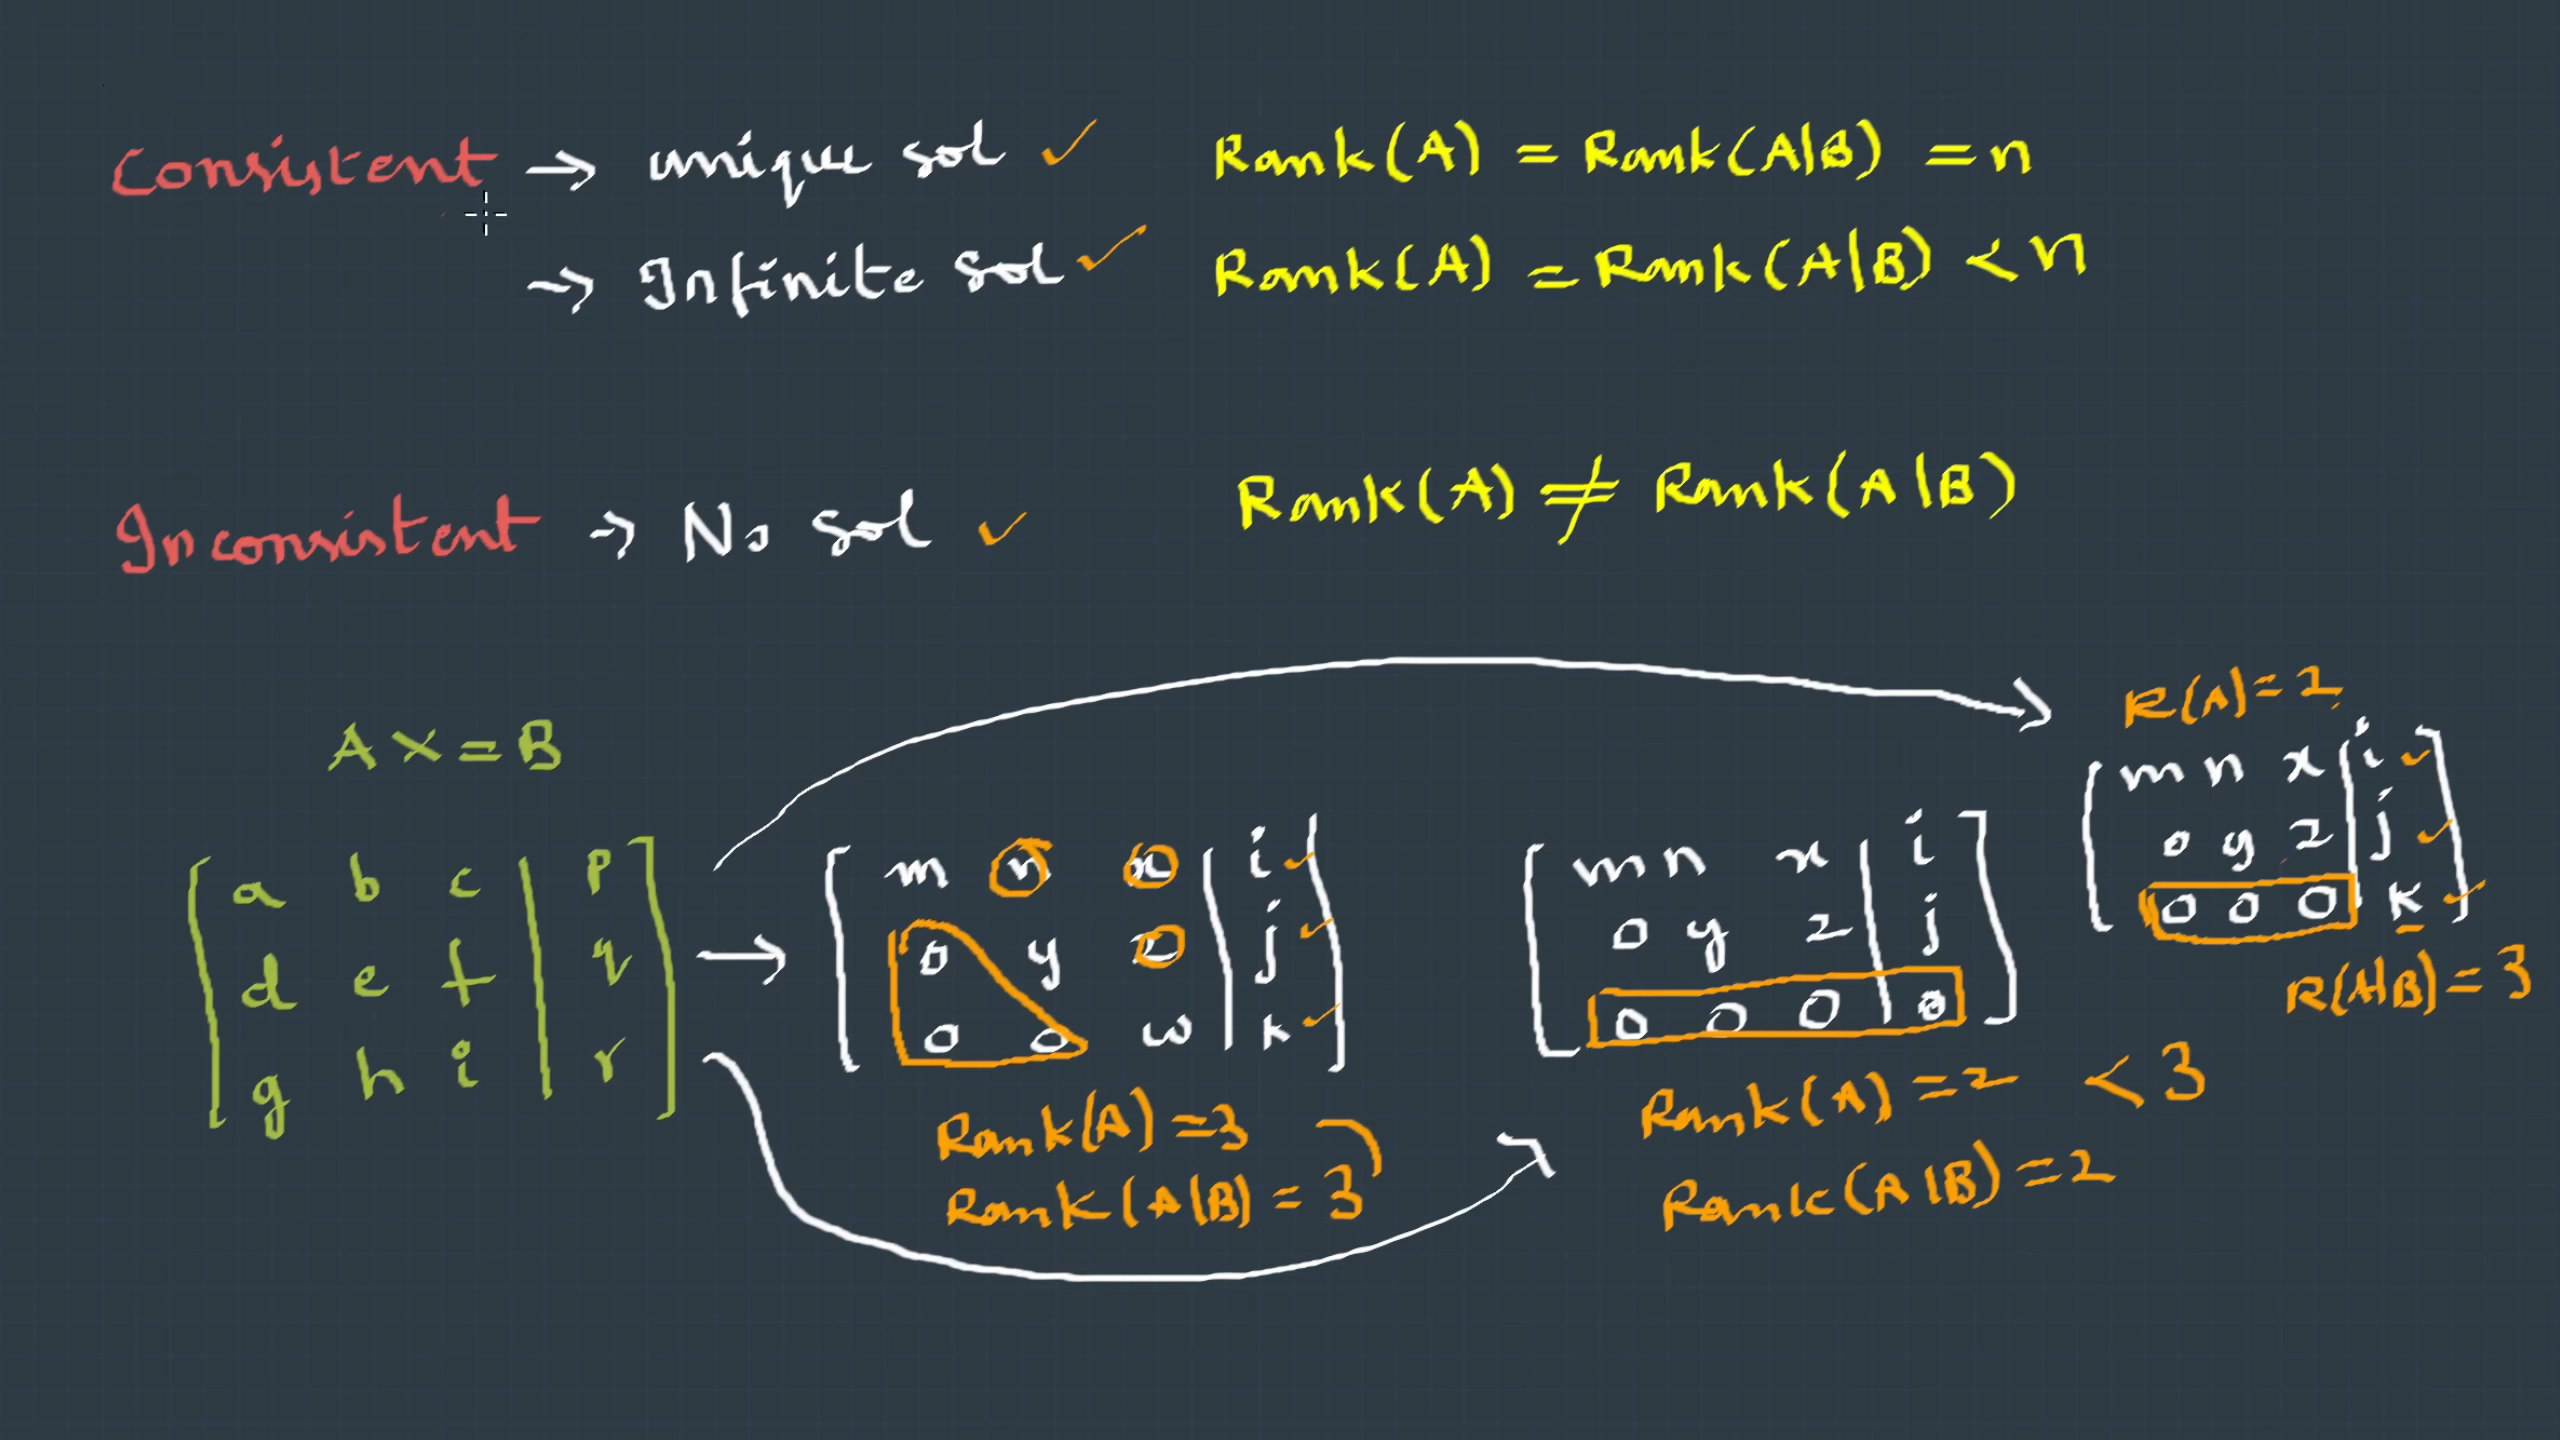 Consistent → unique sol ✓ Rank(A) = Rank(A|B) = n
→ Infinite sol ✓ Rank(A) = Rank(A|B) < n
Inconsistent → No sol ✓ Rank(A) ≠ Rank(A|B)
AX=B
[ a b c | p ]
[ d e f | q ]
[ g h i | r ]
→
[ m n x | i ] ✓
[ 0 y z | j ] ✓
[ 0 0 w | k ] ✓
Rank(A) = 3
Rank(A|B) = 3
[ m n x | i ]
[ 0 y z | j ]
[ 0 0 0 | 0 ]
Rank(A) = 2 < 3
Rank(A|B) = 2
R(A) = 2
[ m n x | i ] ✓
[ 0 y z | j ] ✓
[ 0 0 0 | k ] ✓
R(A|B) = 3